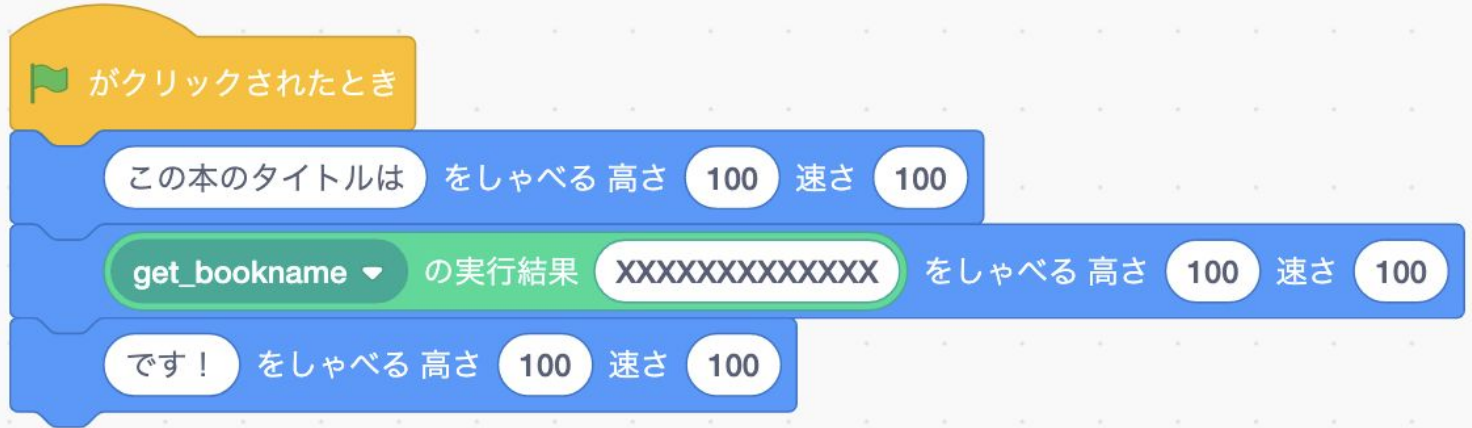 がクリックされたとき
この本のタイトルは をしゃべる 高さ 100 速さ 100
get_bookname の実行結果 XXXXXXXXXXXXX をしゃべる 高さ 100 速さ 100
です！ をしゃべる 高さ 100 速さ 100